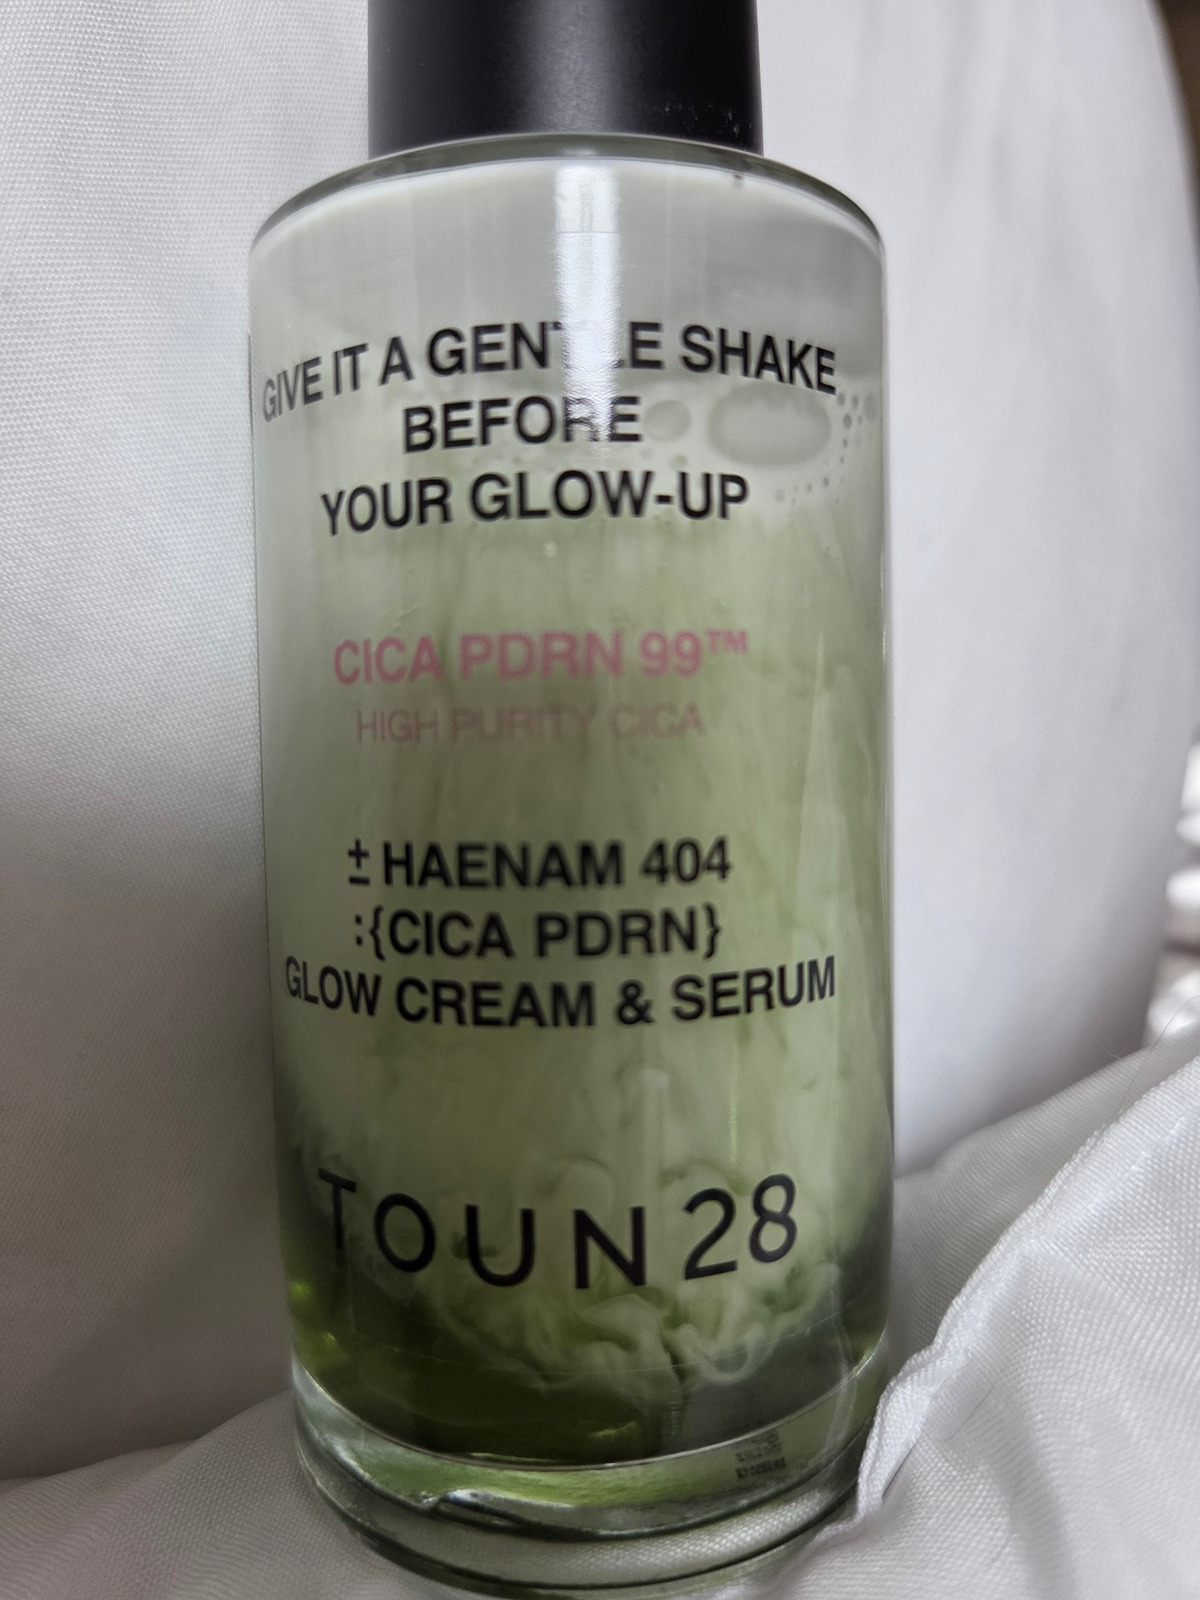 GIVE IT A GENTLE SHAKE
BEFORE
YOUR GLOW-UP
CICA PDRN 99™
HIGH PURITY CICA
± HAENAM 404
:{CICA PDRN}
GLOW CREAM & SERUM
TOUN28